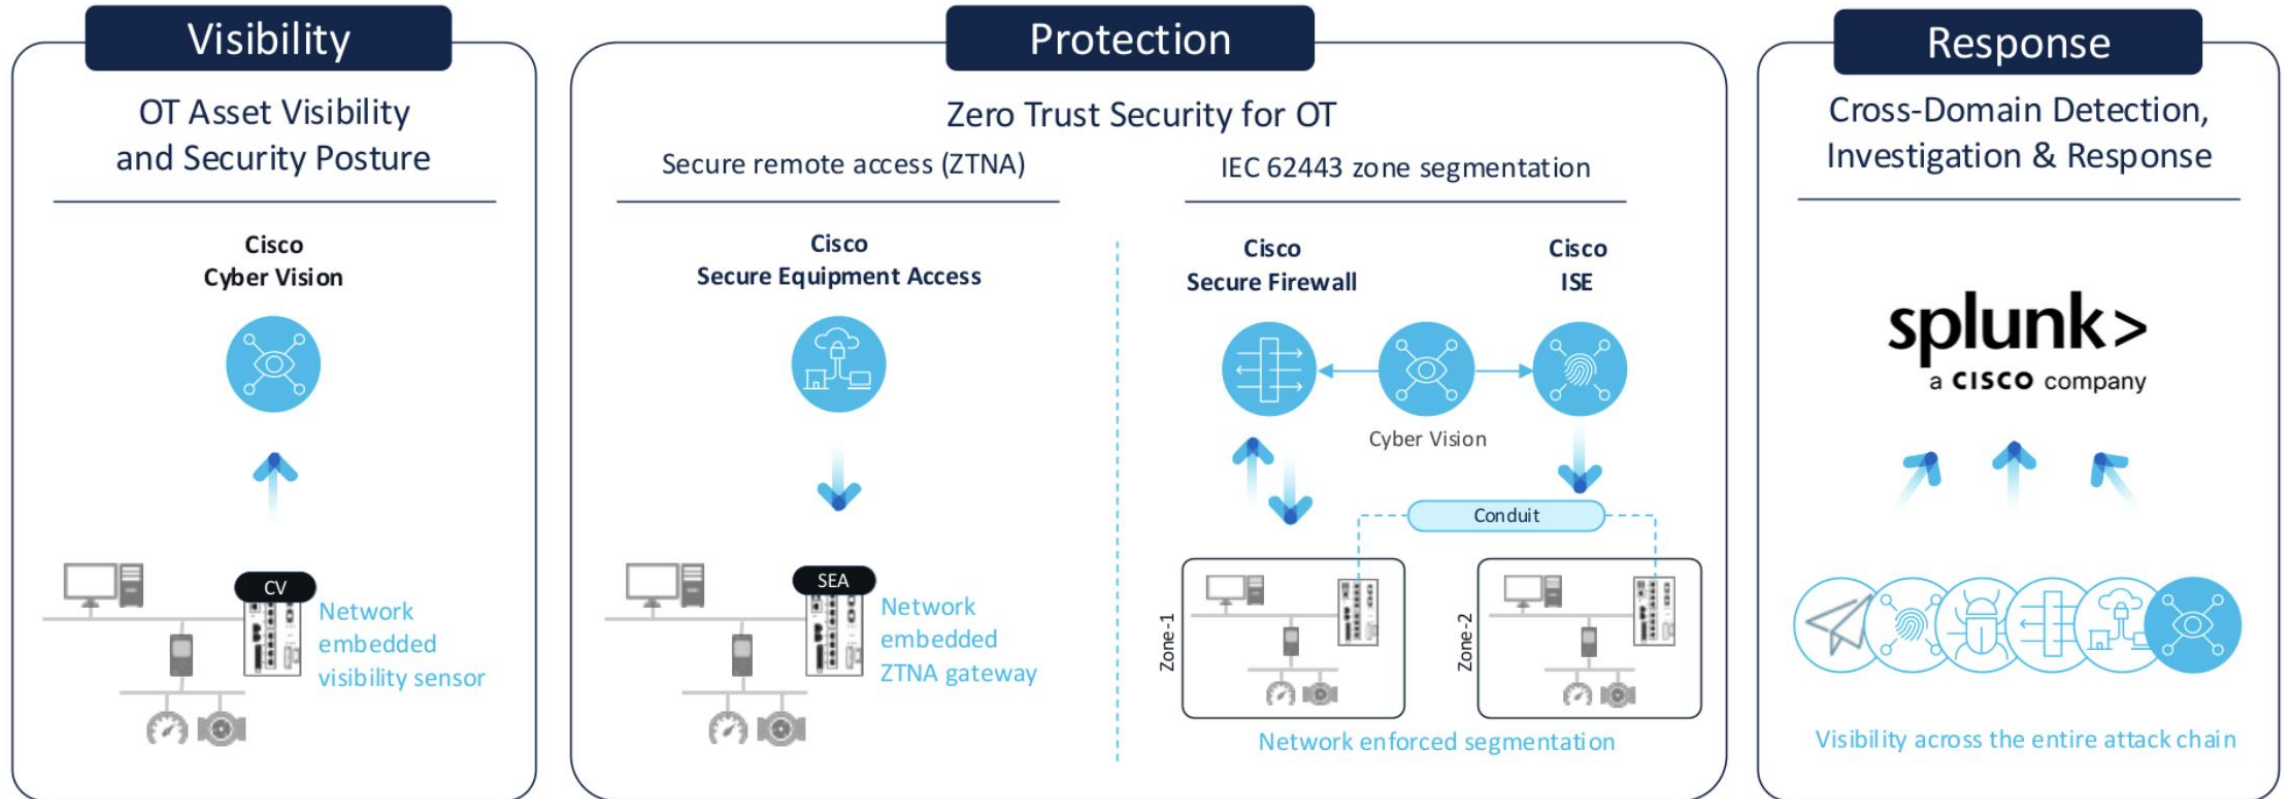 Visibility
OT Asset Visibility
and Security Posture
Cisco
Cyber Vision
CV
Network
embedded
visibility sensor
Protection
Zero Trust Security for OT
Secure remote access (ZTNA)
Cisco
Secure Equipment Access
SEA
Network
embedded
ZTNA gateway
IEC 62443 zone segmentation
Cisco
Secure Firewall
Cisco
ISE
Cyber Vision
Conduit
Zone-1
Zone-2
Network enforced segmentation
Response
Cross-Domain Detection,
Investigation & Response
splunk>
a CISCO company
Visibility across the entire attack chain